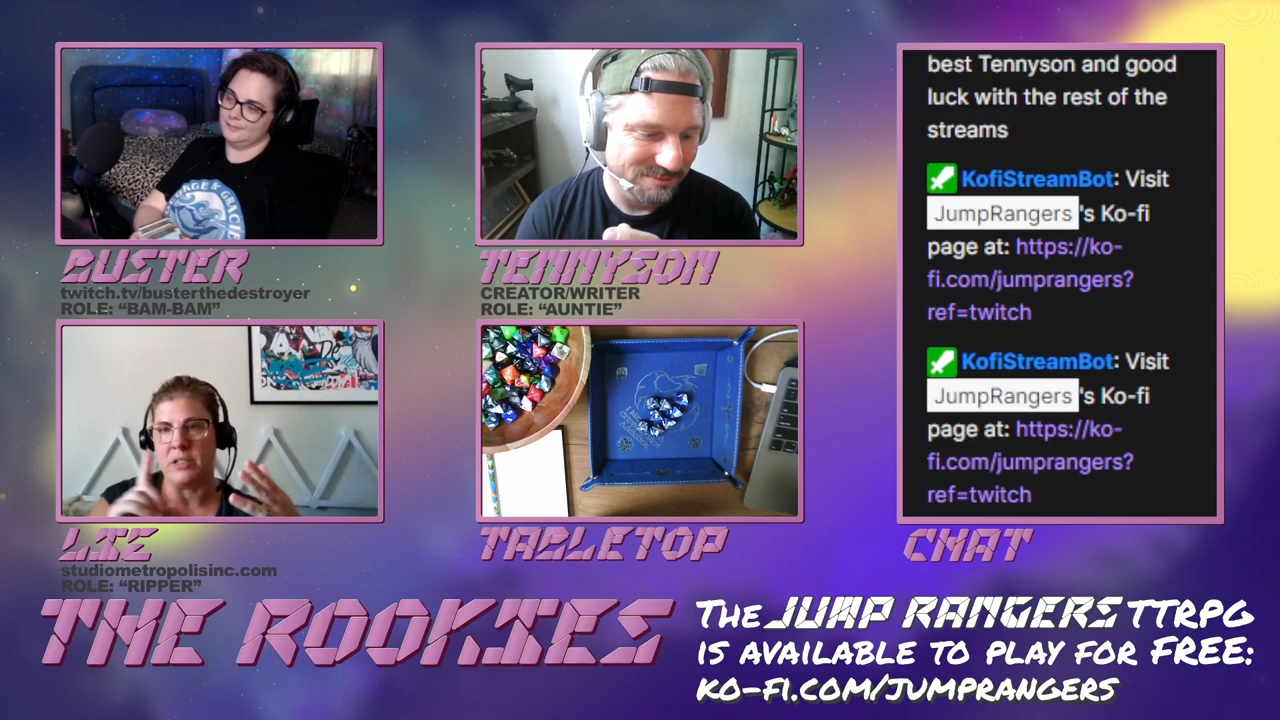 BUSTER
twitch.tv/busterthedestroyer
ROLE: “BAM-BAM”
TENNYSON
CREATOR/WRITER
ROLE: “AUNTIE”
best Tennyson and good
luck with the rest of the
streams
KofiStreamBot: Visit
JumpRangers's Ko-fi
page at: https://ko-
fi.com/jumprangers?
ref=twitch
KofiStreamBot: Visit
JumpRangers's Ko-fi
page at: https://ko-
fi.com/jumprangers?
ref=twitch
LIZ
studiometropolisinc.com
ROLE: “RIPPER”
TABLETOP
CHAT
THE ROOKIES
THE JUMP RANGERS TTRPG
IS AVAILABLE TO PLAY FOR FREE:
KO-FI.COM/JUMPRANGERS